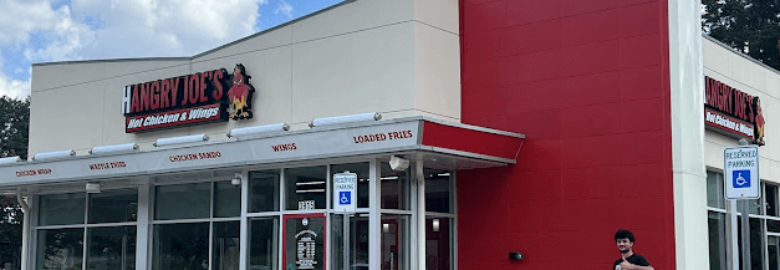 HANGRY JOE'S
Hot Chicken & Wings
CHICKEN WRAP
WAFFLE FRIES
CHICKEN SANDO
WINGS
LOADED FRIES
HANGRY JOE'S
Hot Chicken & Wings
RESERVED
PARKING
RESERVED
PARKING
3815